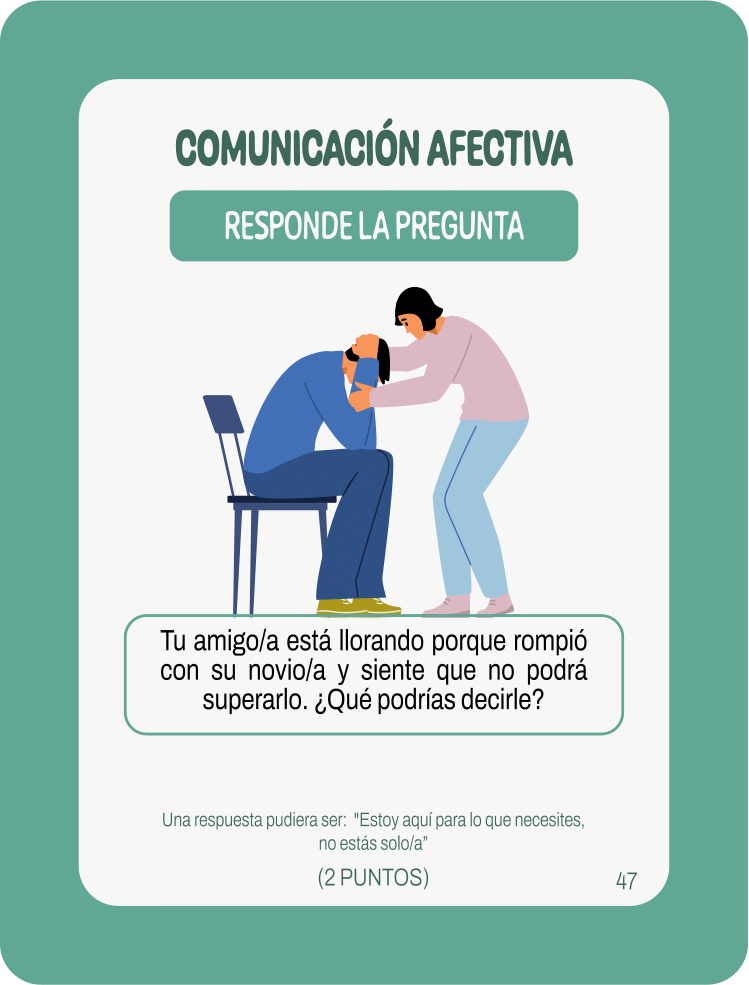 COMUNICACIÓN AFECTIVA
RESPONDE LA PREGUNTA
Tu amigo/a está llorando porque rompió
con su novio/a y siente que no podrá
superarlo. ¿Qué podrías decirle?
Una respuesta pudiera ser: "Estoy aquí para lo que necesites,
no estás solo/a”
(2 PUNTOS)
47